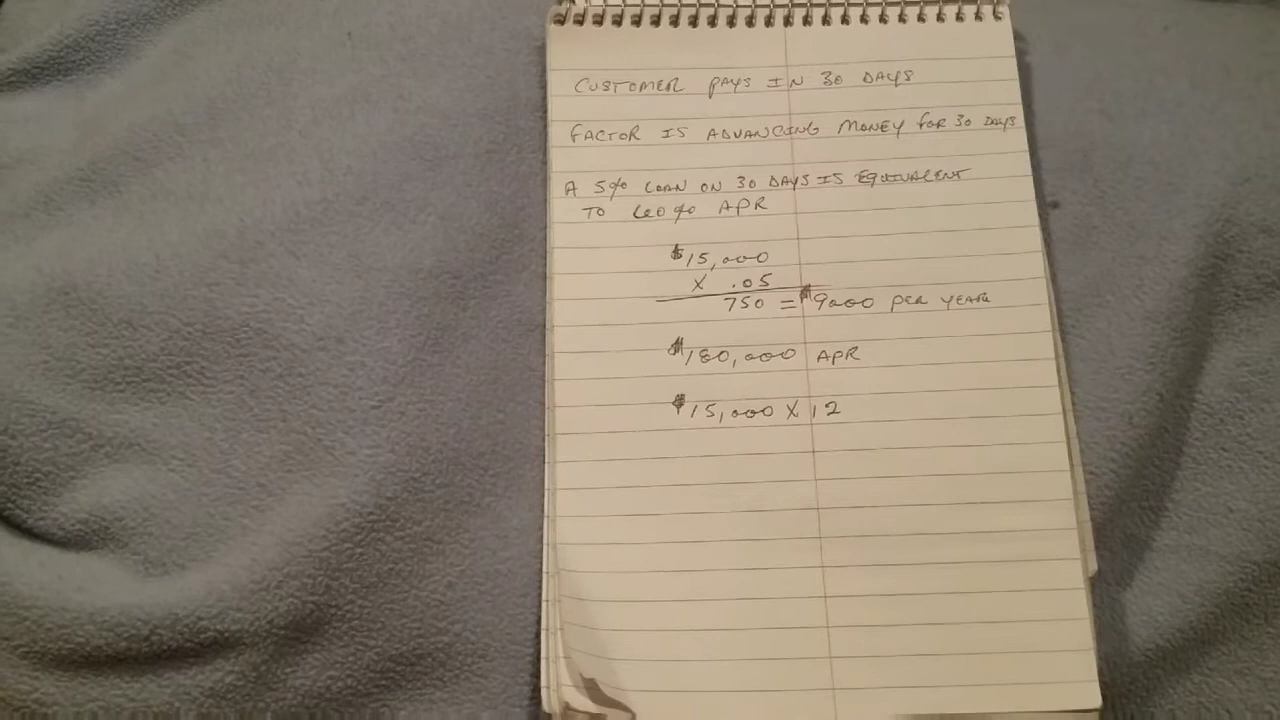 CUSTOMER PAYS IN 30 DAYS
FACTOR IS ADVANCING MONEY FOR 30 DAYS
A 5% LOAN ON 30 DAYS IS EQUIVALENT
TO 60% APR
$15,000
X .05
750 = $9000 PER YEAR
$180,000 APR
$15,000 X 12